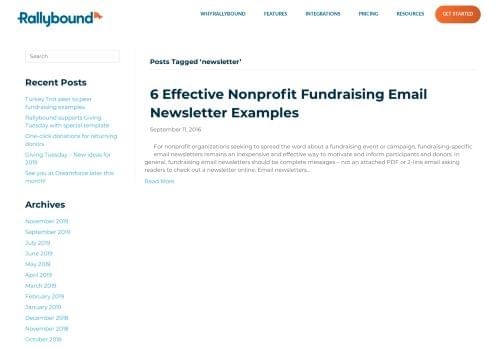 Rallybound
WHY RALLYBOUND
FEATURES
INTEGRATIONS
PRICING
RESOURCES
GET STARTED
Search
Recent Posts
Turkey Trot peer to peer
fundraising examples
Rallybound supports Giving
Tuesday with special template
One-click donations for returning
donors
Giving Tuesday – New ideas for
2019
See you at Dreamforce later this
month!
Archives
November 2019
September 2019
July 2019
June 2019
May 2019
April 2019
March 2019
February 2019
January 2019
December 2018
November 2018
October 2018
Posts Tagged ‘newsletter’
6 Effective Nonprofit Fundraising Email
Newsletter Examples
September 11, 2016
For nonprofit organizations seeking to spread the word about a fundraising event or campaign, fundraising-specific
email newsletters remains an inexpensive and effective way to motivate and inform participants and donors. In
general, fundraising email newsletters should be complete messages – not an attached PDF or 2-link email asking
readers to check out a newsletter online. Email newsletters…
Read More